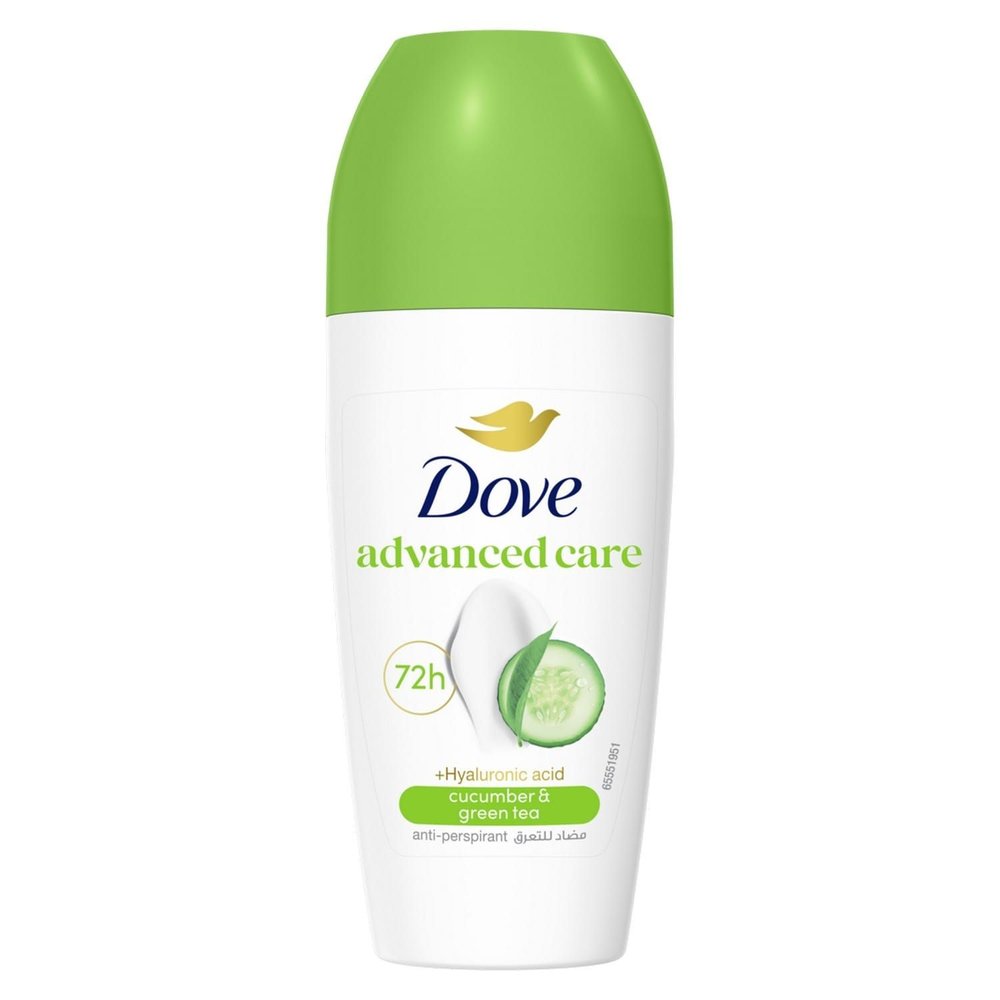 Dove
advanced care
72h
+Hyaluronic acid
cucumber &
green tea
anti-perspirant مضاد للتعرق
65551951